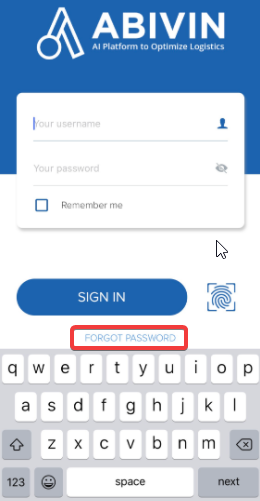 ABIVIN
AI Platform to Optimize Logistics
Your username
Your password
Remember me
SIGN IN
FORGOT PASSWORD
q w e r t y u i o p
a s d f g h j k l
z x c v b n m
123 space next